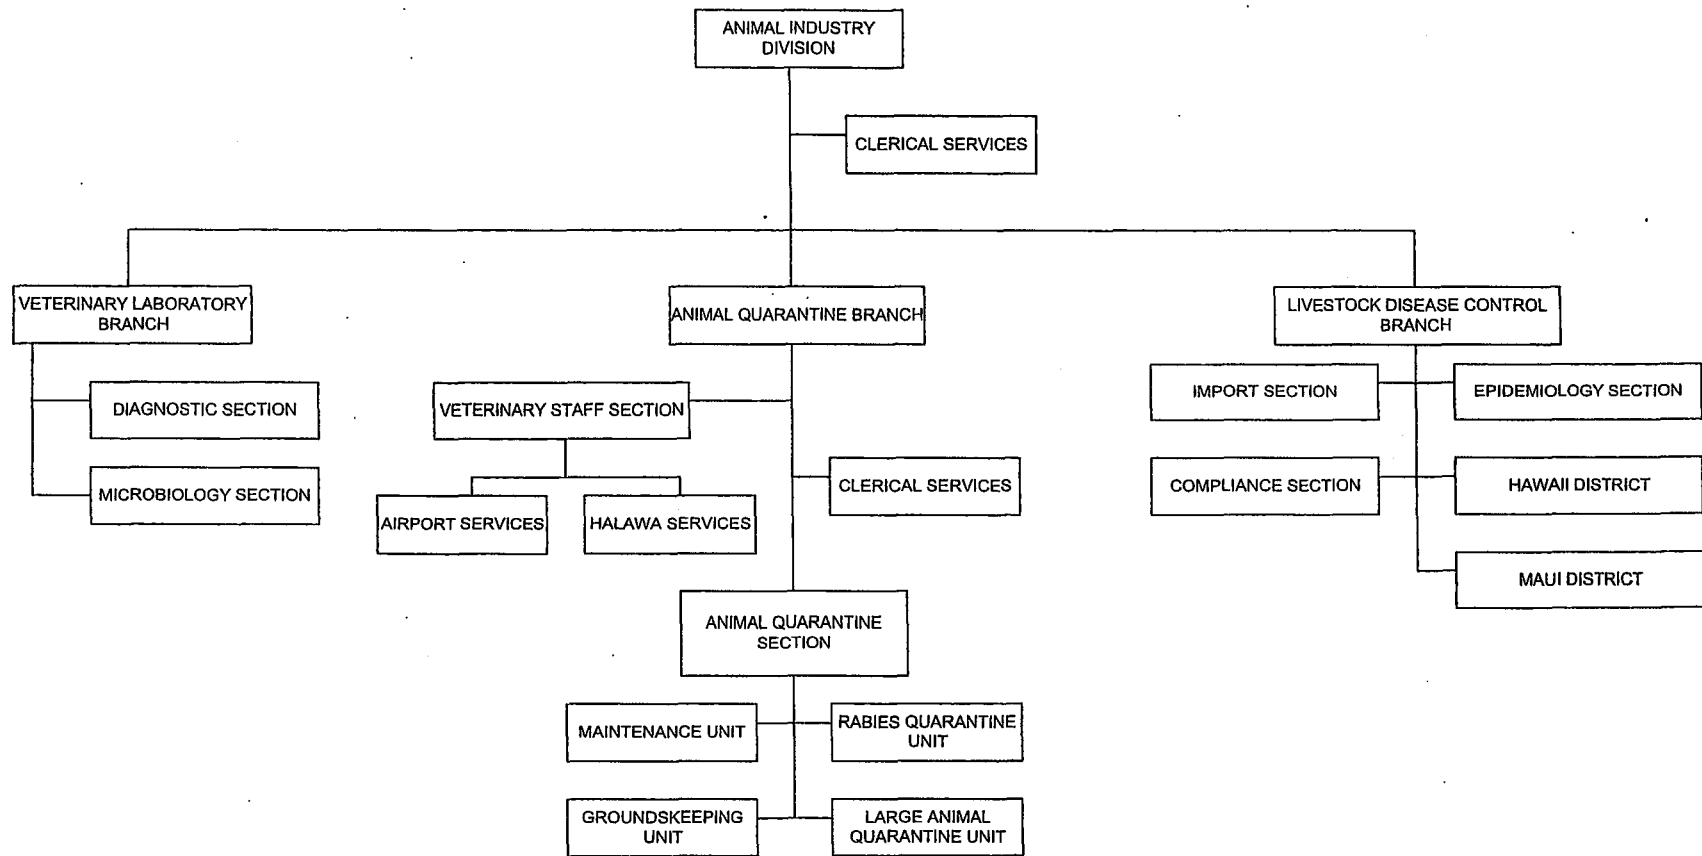 ANIMAL INDUSTRY
DIVISION
CLERICAL SERVICES
VETERINARY LABORATORY
BRANCH
ANIMAL QUARANTINE BRANCH
LIVESTOCK DISEASE CONTROL
BRANCH
DIAGNOSTIC SECTION
MICROBIOLOGY SECTION
VETERINARY STAFF SECTION
AIRPORT SERVICES
HALAWA SERVICES
CLERICAL SERVICES
ANIMAL QUARANTINE
SECTION
MAINTENANCE UNIT
RABIES QUARANTINE
UNIT
GROUNDSKEEPING
UNIT
LARGE ANIMAL
QUARANTINE UNIT
IMPORT SECTION
EPIDEMIOLOGY SECTION
COMPLIANCE SECTION
HAWAII DISTRICT
MAUI DISTRICT